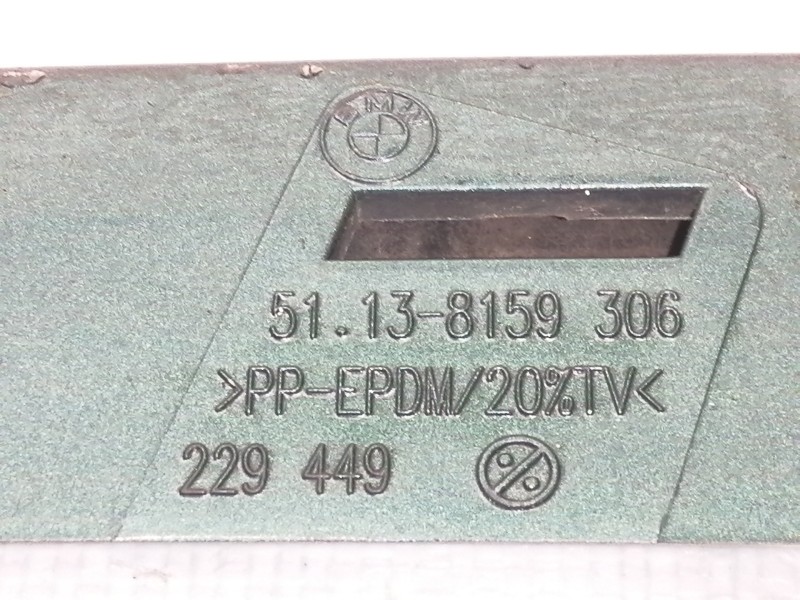 BMW
51.13-8159 306
>PP-EPDM/20%TV<
229 449